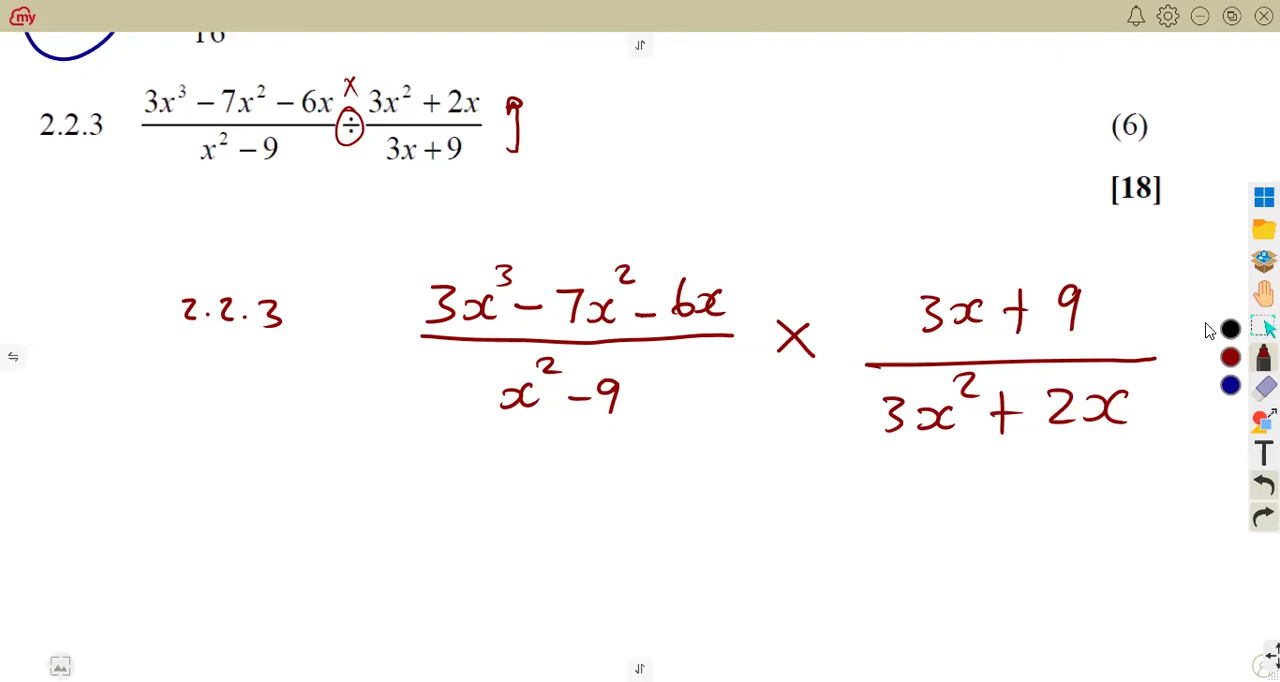 my
16
2.2.3 (3x³ − 7x² − 6x)/(x² − 9) × ÷ (3x² + 2x)/(3x + 9) (6)
[18]
2.2.3 (3x³ − 7x² − 6x)/(x² − 9) × (3x + 9)/(3x² + 2x)
T